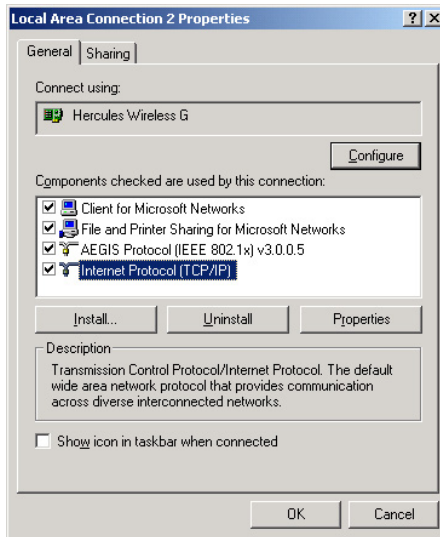 Local Area Connection 2 Properties
General
Sharing
Connect using:
Hercules Wireless G
Configure
Components checked are used by this connection:
Client for Microsoft Networks
File and Printer Sharing for Microsoft Networks
AEGIS Protocol (IEEE 802.1x) v3.0.0.5
Internet Protocol (TCP/IP)
Install...
Uninstall
Properties
Description
Transmission Control Protocol/Internet Protocol. The default
wide area network protocol that provides communication
across diverse interconnected networks.
Show icon in taskbar when connected
OK
Cancel